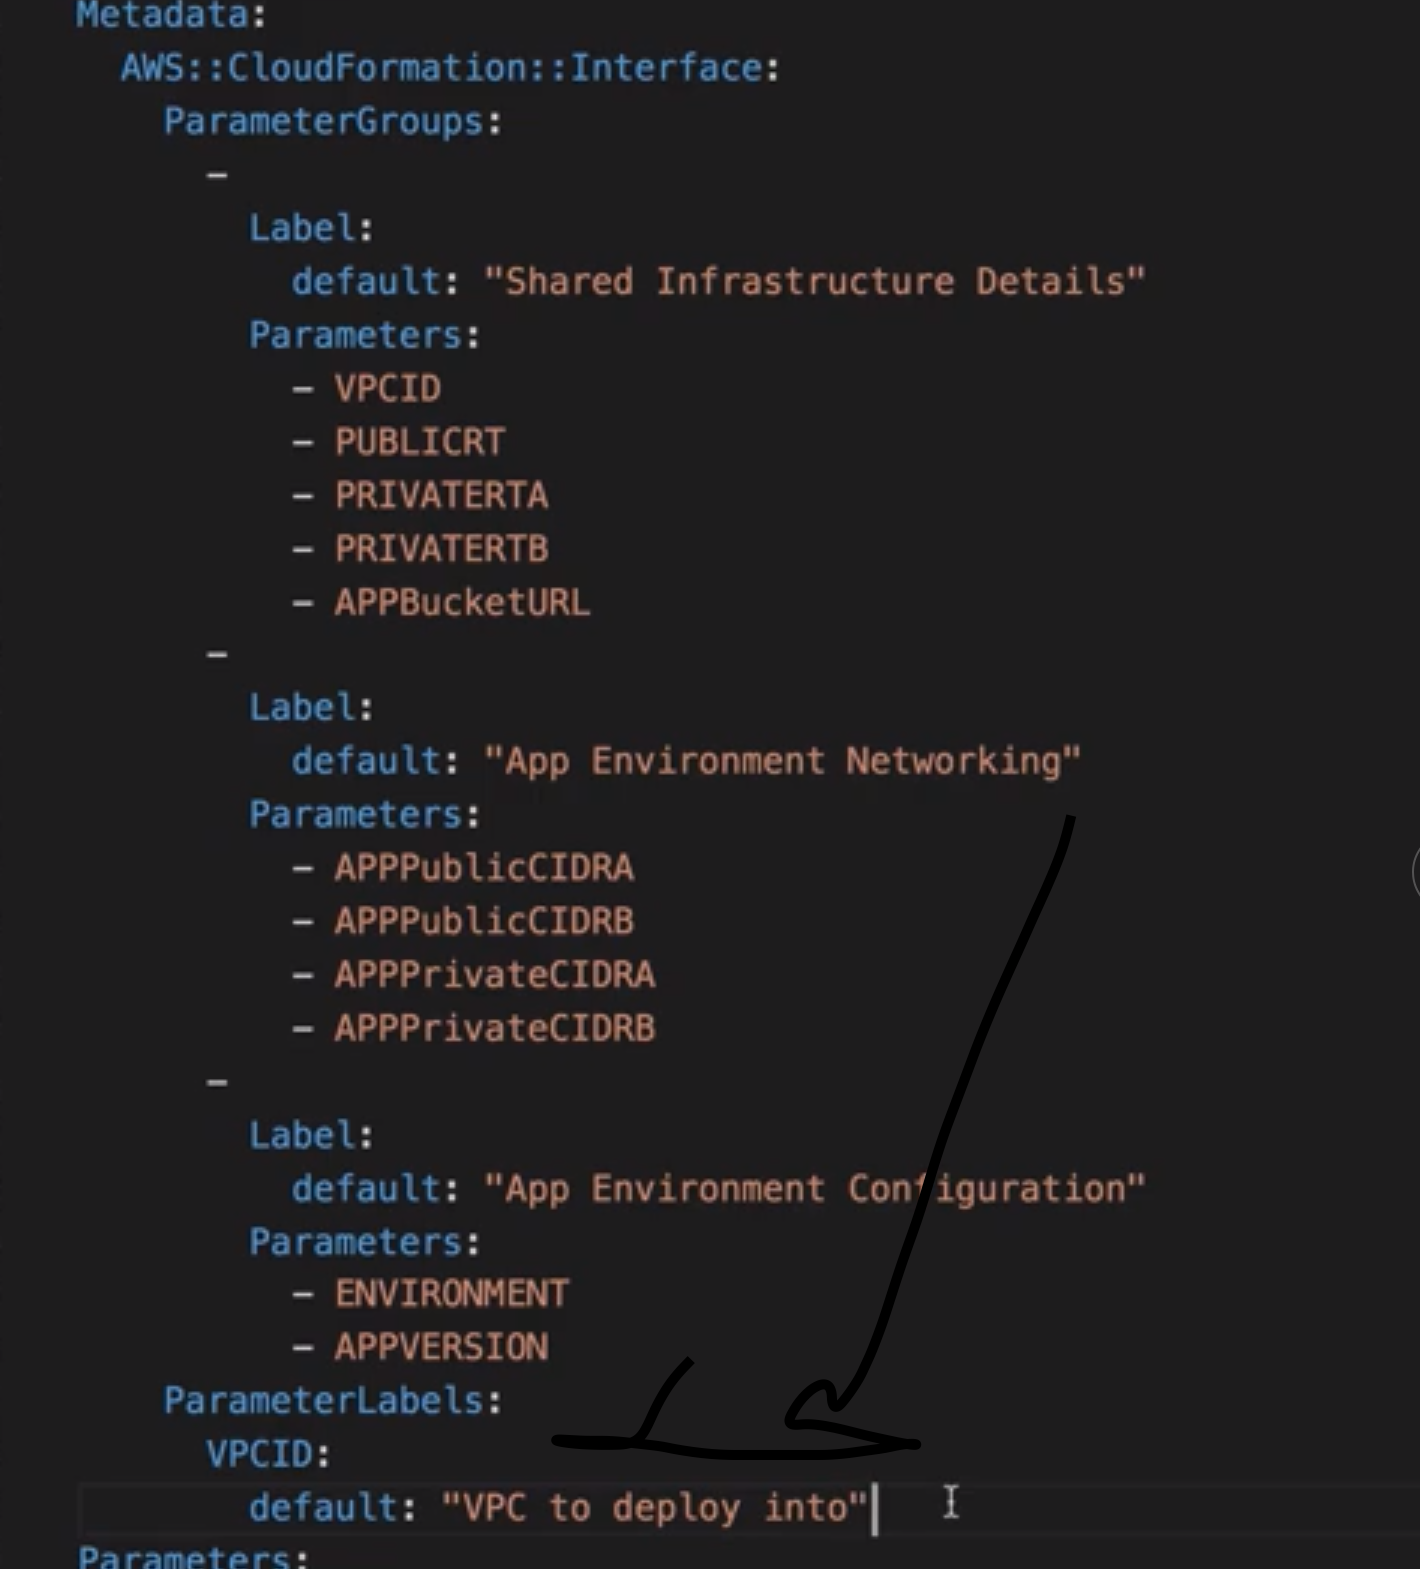 Metadata:
AWS::CloudFormation::Interface:
ParameterGroups:
-
Label:
default: "Shared Infrastructure Details"
Parameters:
- VPCID
- PUBLICRT
- PRIVATERTA
- PRIVATERTB
- APPBucketURL
-
Label:
default: "App Environment Networking"
Parameters:
- APPPublicCIDRA
- APPPublicCIDRB
- APPPrivateCIDRA
- APPPrivateCIDRB
-
Label:
default: "App Environment Configuration"
Parameters:
- ENVIRONMENT
- APPVERSION
ParameterLabels:
VPCID:
default: "VPC to deploy into"
Parameters: